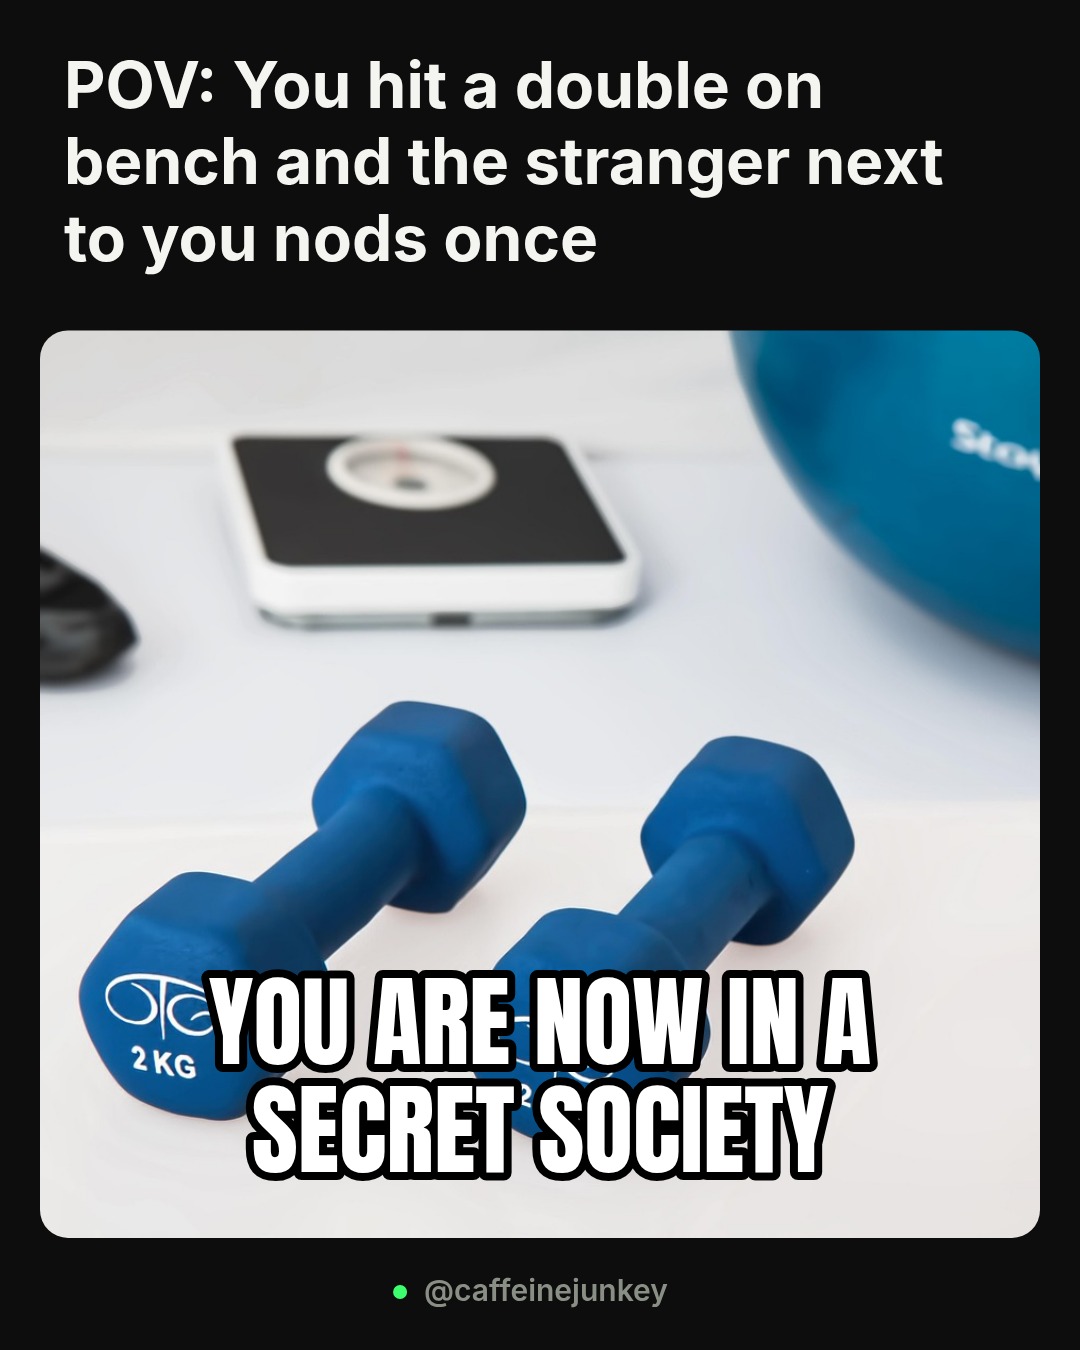 POV: You hit a double on
bench and the stranger next
to you nods once
2 KG
YOU ARE NOW IN A
SECRET SOCIETY
@caffeinejunkey